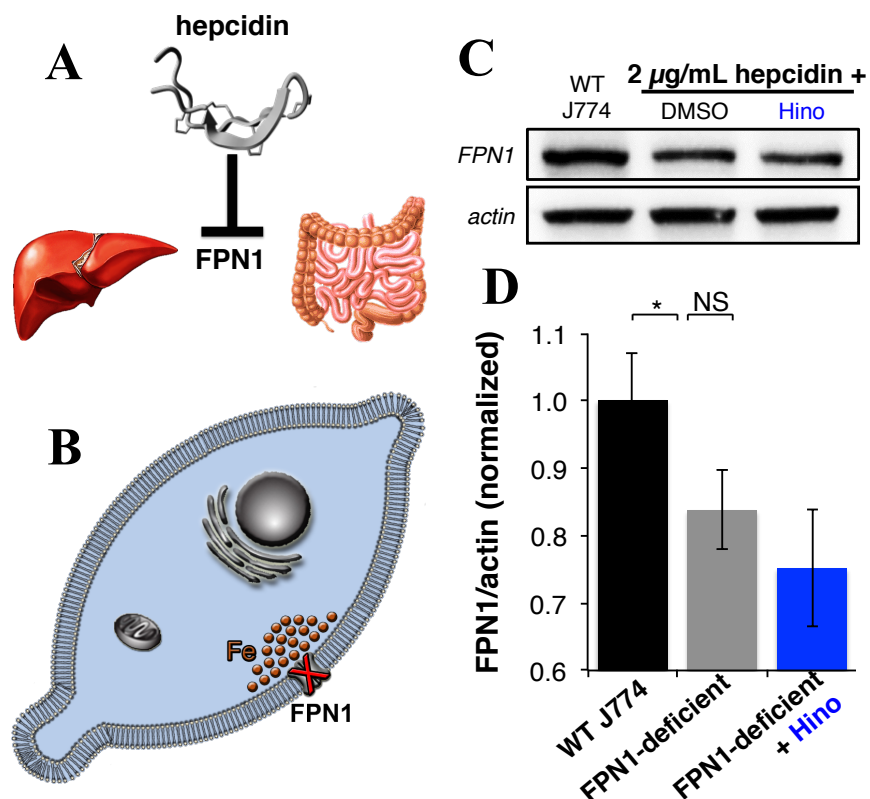 A
hepcidin
FPN1
B
Fe
FPN1
C
WT
J774
2 µg/mL hepcidin +
DMSO
Hino
FPN1
actin
D
*
NS
FPN1/actin (normalized)
1.1
1.0
0.9
0.8
0.7
0.6
WT J774
FPN1-deficient
FPN1-deficient
+ Hino